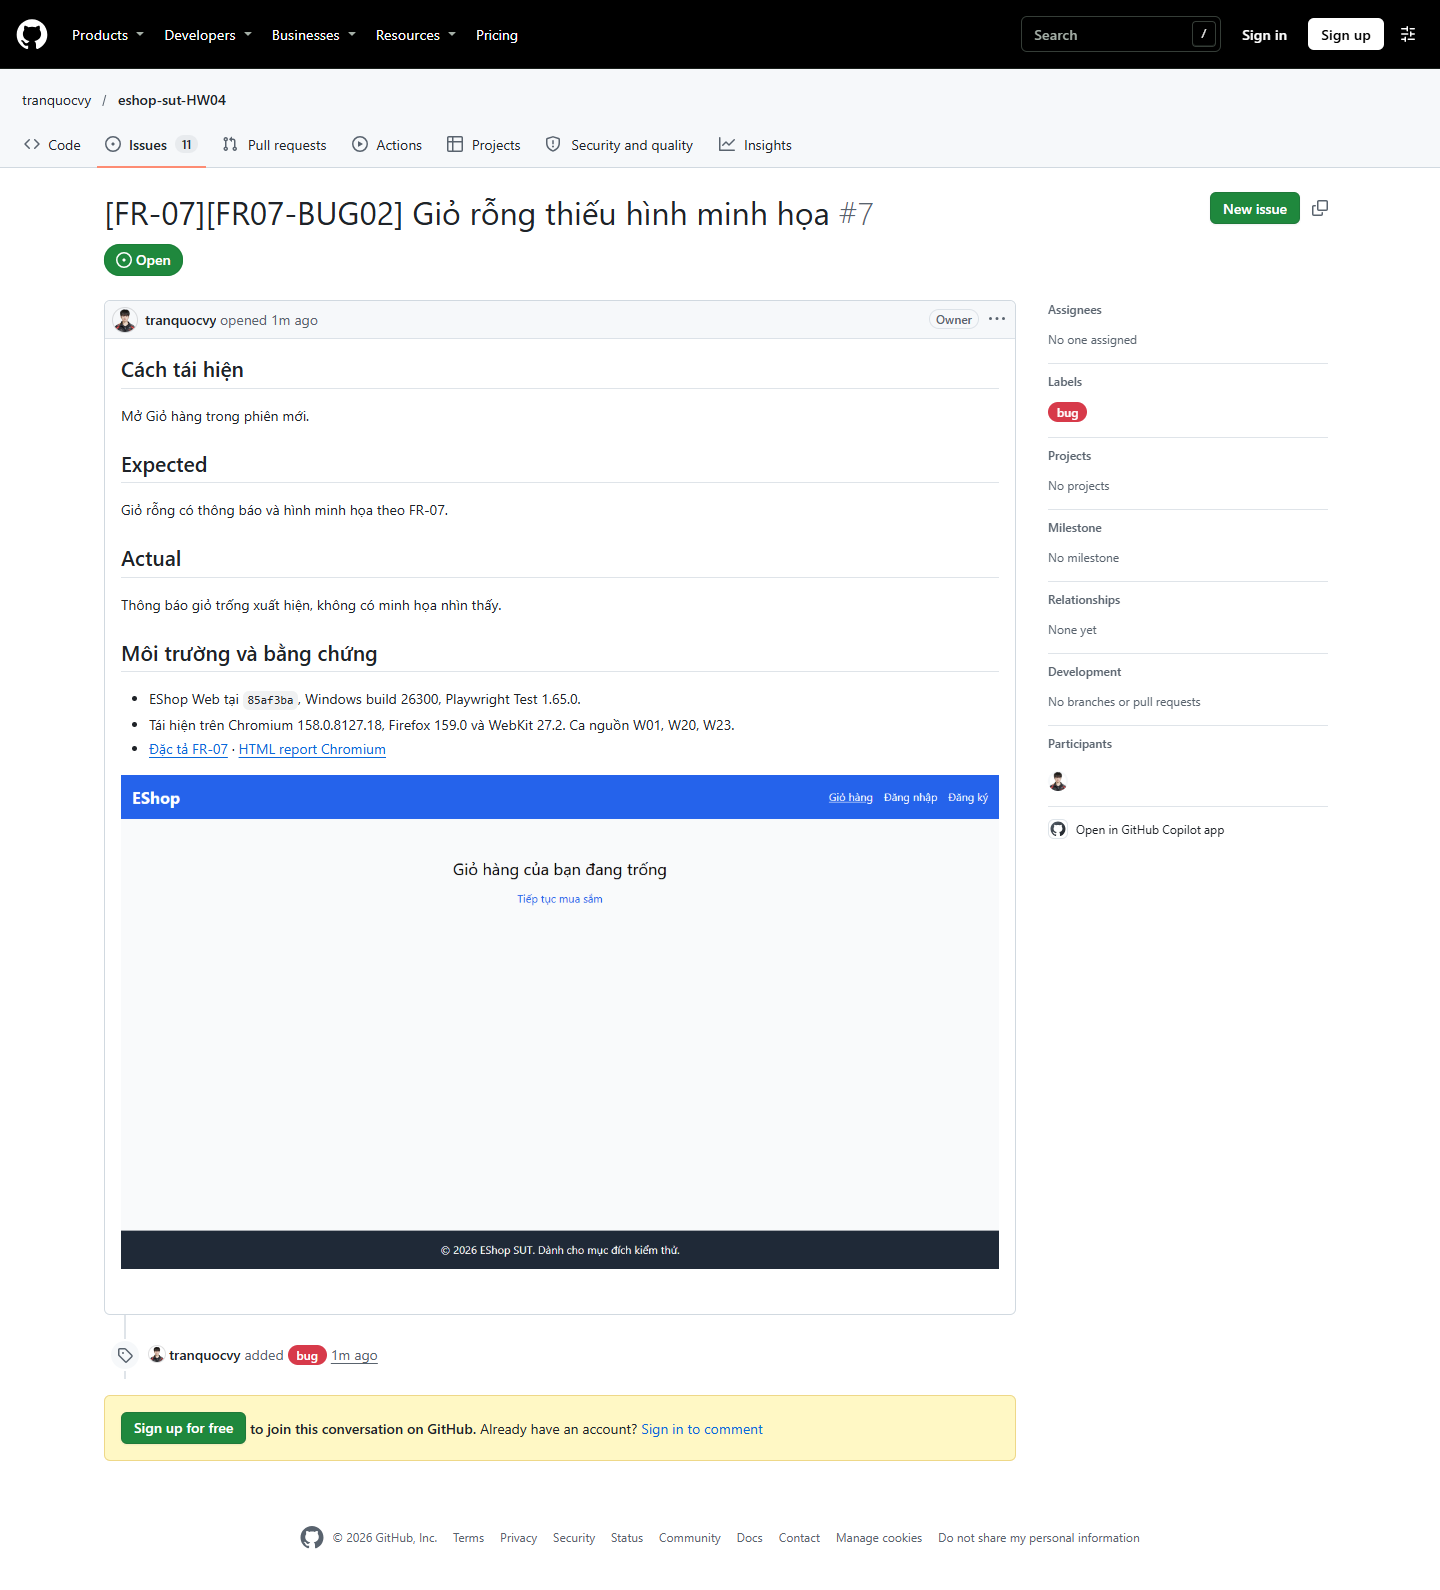 Products Developers Businesses Resources Pricing Search / Sign in Sign up
tranquocvy / eshop-sut-HW04
Code Issues 11 Pull requests Actions Projects Security and quality Insights
[FR-07][FR07-BUG02] Giỏ rỗng thiếu hình minh họa #7
New issue
Open
tranquocvy opened 1m ago Owner
Cách tái hiện
Mở Giỏ hàng trong phiên mới.
Expected
Giỏ rỗng có thông báo và hình minh họa theo FR-07.
Actual
Thông báo giỏ trống xuất hiện, không có minh họa nhìn thấy.
Môi trường và bằng chứng
EShop Web tại 85af3ba, Windows build 26300, Playwright Test 1.65.0.
Tái hiện trên Chromium 158.0.8127.18, Firefox 159.0 và WebKit 27.2. Ca nguồn W01, W20, W23.
Đặc tả FR-07 · HTML report Chromium
EShop Giỏ hàng Đăng nhập Đăng ký
Giỏ hàng của bạn đang trống
Tiếp tục mua sắm
© 2026 EShop SUT. Dành cho mục đích kiểm thử.
tranquocvy added bug 1m ago
Sign up for free to join this conversation on GitHub. Already have an account? Sign in to comment
Assignees
No one assigned
Labels
bug
Projects
No projects
Milestone
No milestone
Relationships
None yet
Development
No branches or pull requests
Participants
Open in GitHub Copilot app
© 2026 GitHub, Inc. Terms Privacy Security Status Community Docs Contact Manage cookies Do not share my personal information